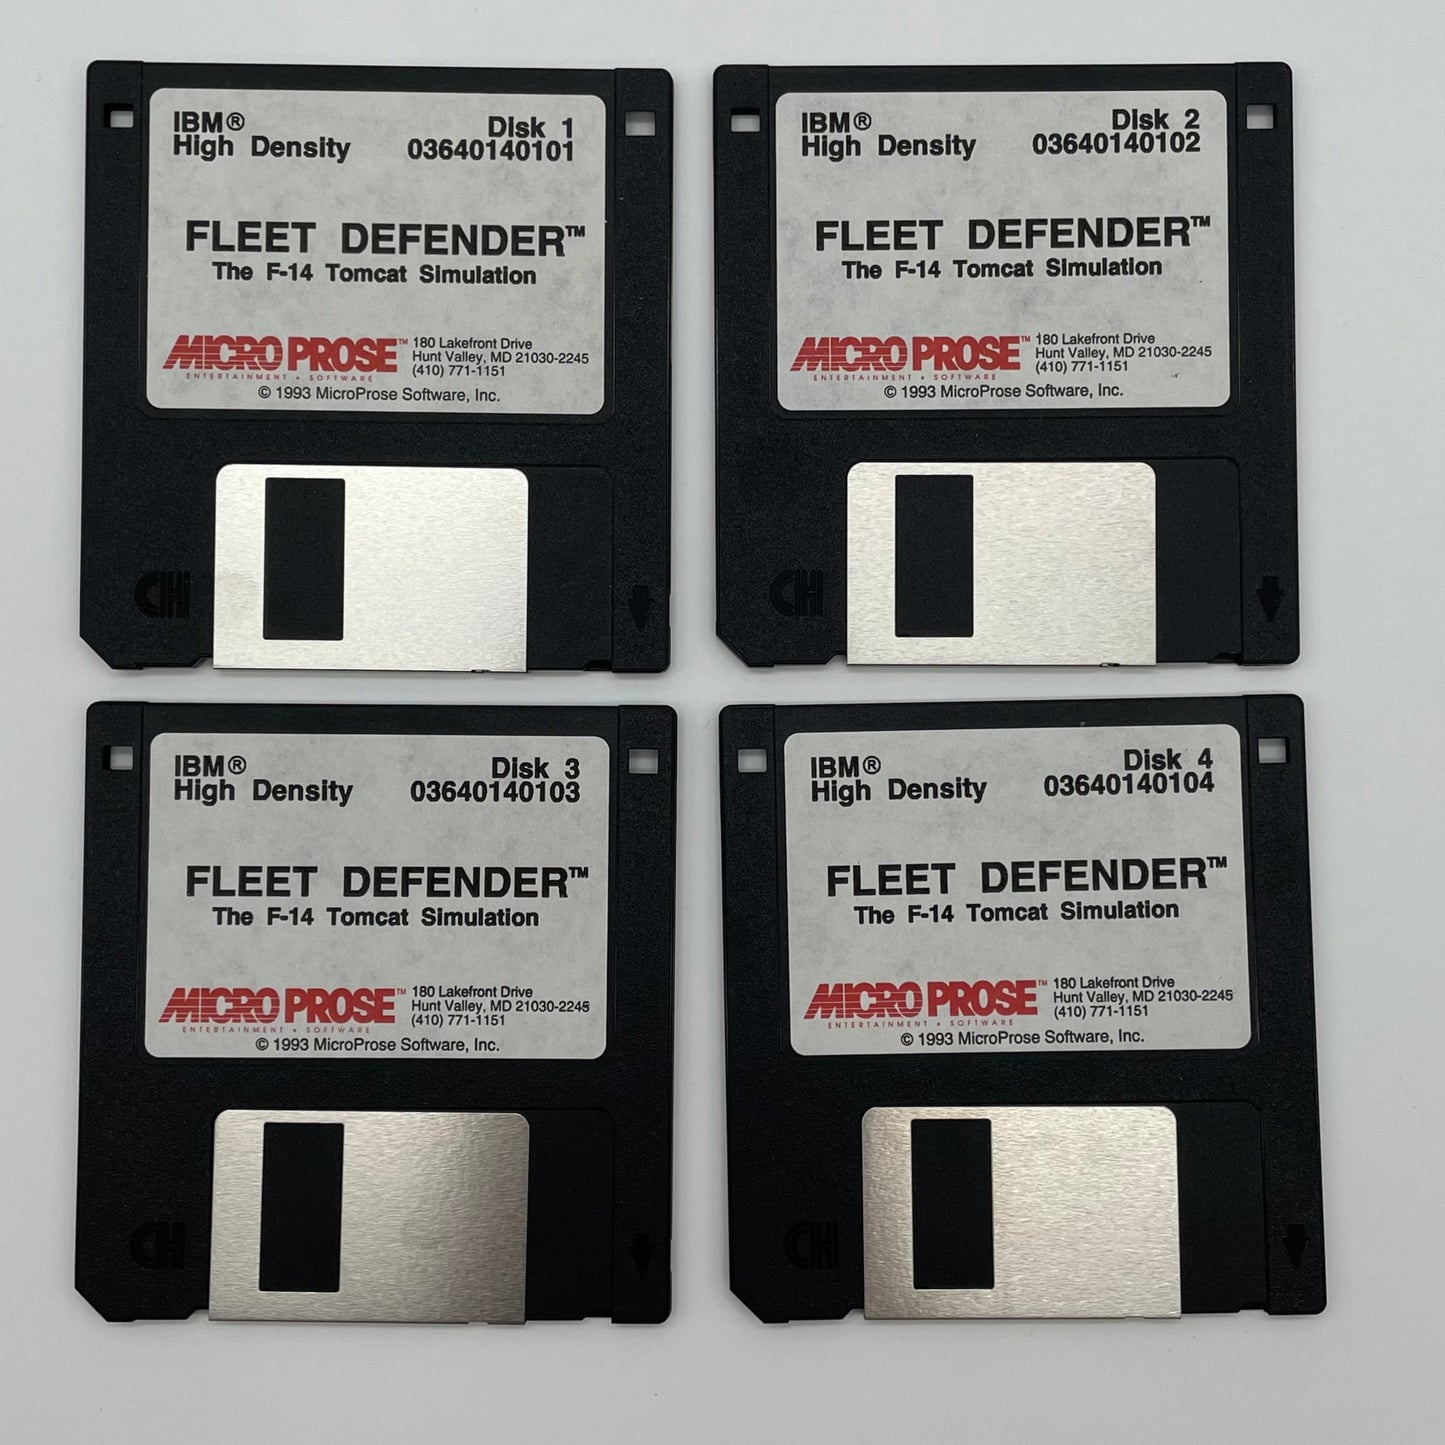 IBM® Disk 1
High Density 03640140101
FLEET DEFENDER™
The F-14 Tomcat Simulation
MICRO PROSE™ 180 Lakefront Drive
Hunt Valley, MD 21030-2245
ENTERTAINMENT • SOFTWARE (410) 771-1151
© 1993 MicroProse Software, Inc.
HD
IBM® Disk 2
High Density 03640140102
FLEET DEFENDER™
The F-14 Tomcat Simulation
MICRO PROSE™ 180 Lakefront Drive
Hunt Valley, MD 21030-2245
ENTERTAINMENT • SOFTWARE (410) 771-1151
© 1993 MicroProse Software, Inc.
HD
IBM® Disk 3
High Density 03640140103
FLEET DEFENDER™
The F-14 Tomcat Simulation
MICRO PROSE™ 180 Lakefront Drive
Hunt Valley, MD 21030-2245
ENTERTAINMENT • SOFTWARE (410) 771-1151
© 1993 MicroProse Software, Inc.
HD
IBM® Disk 4
High Density 03640140104
FLEET DEFENDER™
The F-14 Tomcat Simulation
MICRO PROSE™ 180 Lakefront Drive
Hunt Valley, MD 21030-2245
ENTERTAINMENT • SOFTWARE (410) 771-1151
© 1993 MicroProse Software, Inc.
HD